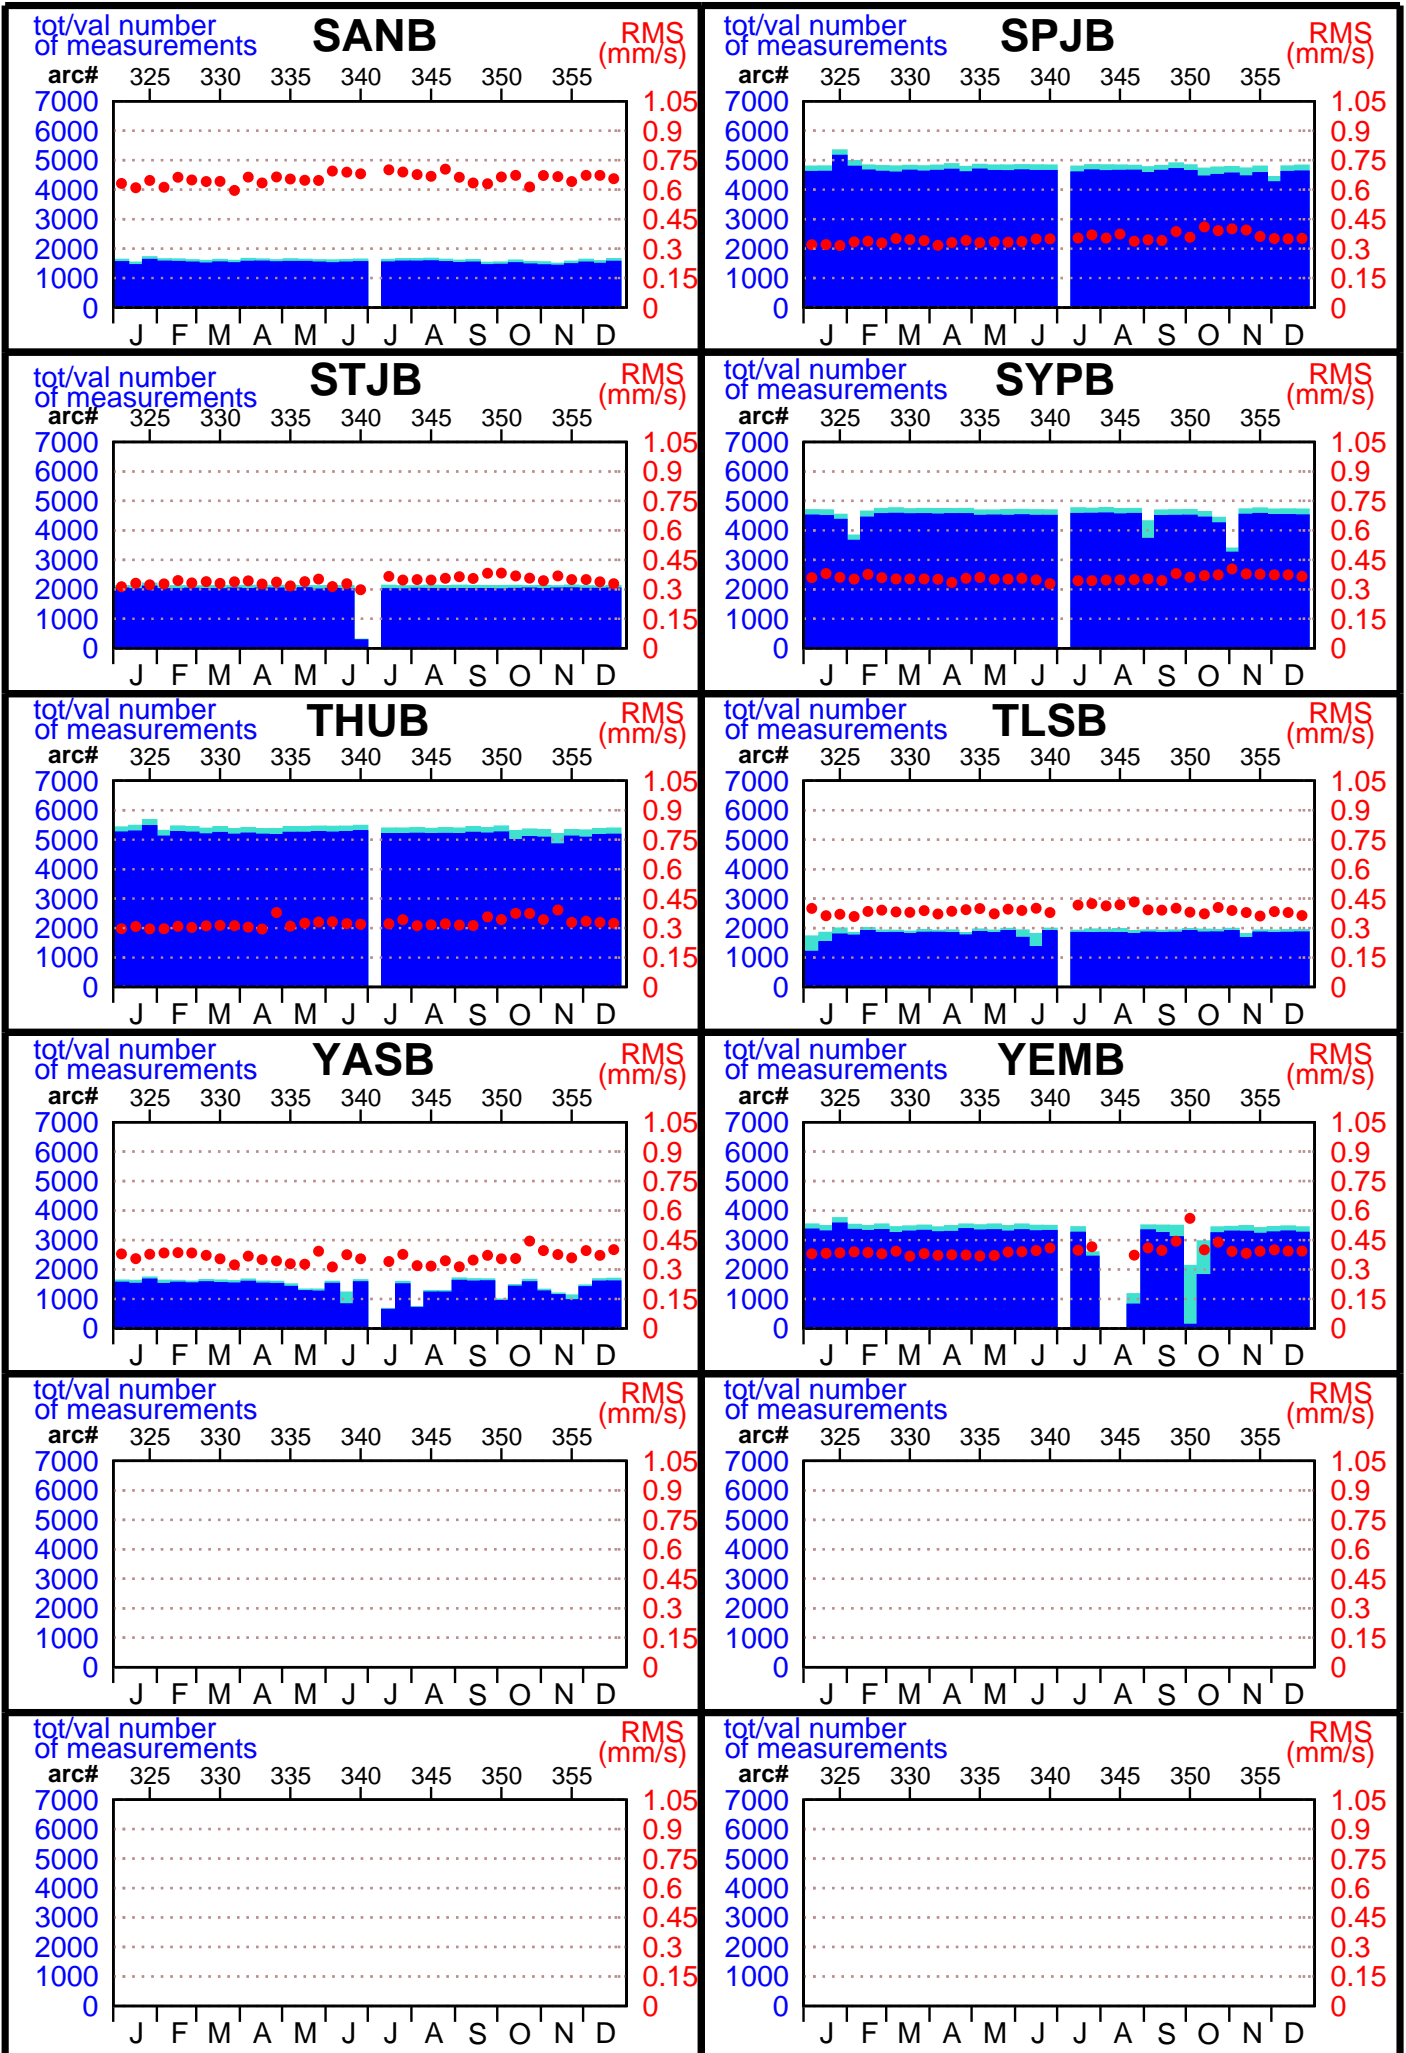 tot/val number
of measurements
SANB
RMS
(mm/s)
arc# 325 330 335 340 345 350 355
7000 1.05
6000 0.9
5000 0.75
4000 0.6
3000 0.45
2000 0.3
1000 0.15
0 0
J F M A M J J A S O N D
tot/val number
of measurements
SPJB
RMS
(mm/s)
arc# 325 330 335 340 345 350 355
7000 1.05
6000 0.9
5000 0.75
4000 0.6
3000 0.45
2000 0.3
1000 0.15
0 0
J F M A M J J A S O N D
tot/val number
of measurements
STJB
RMS
(mm/s)
arc# 325 330 335 340 345 350 355
7000 1.05
6000 0.9
5000 0.75
4000 0.6
3000 0.45
2000 0.3
1000 0.15
0 0
J F M A M J J A S O N D
tot/val number
of measurements
SYPB
RMS
(mm/s)
arc# 325 330 335 340 345 350 355
7000 1.05
6000 0.9
5000 0.75
4000 0.6
3000 0.45
2000 0.3
1000 0.15
0 0
J F M A M J J A S O N D
tot/val number
of measurements
THUB
RMS
(mm/s)
arc# 325 330 335 340 345 350 355
7000 1.05
6000 0.9
5000 0.75
4000 0.6
3000 0.45
2000 0.3
1000 0.15
0 0
J F M A M J J A S O N D
tot/val number
of measurements
TLSB
RMS
(mm/s)
arc# 325 330 335 340 345 350 355
7000 1.05
6000 0.9
5000 0.75
4000 0.6
3000 0.45
2000 0.3
1000 0.15
0 0
J F M A M J J A S O N D
tot/val number
of measurements
YASB
RMS
(mm/s)
arc# 325 330 335 340 345 350 355
7000 1.05
6000 0.9
5000 0.75
4000 0.6
3000 0.45
2000 0.3
1000 0.15
0 0
J F M A M J J A S O N D
tot/val number
of measurements
YEMB
RMS
(mm/s)
arc# 325 330 335 340 345 350 355
7000 1.05
6000 0.9
5000 0.75
4000 0.6
3000 0.45
2000 0.3
1000 0.15
0 0
J F M A M J J A S O N D
tot/val number
of measurements
RMS
(mm/s)
arc# 325 330 335 340 345 350 355
7000 1.05
6000 0.9
5000 0.75
4000 0.6
3000 0.45
2000 0.3
1000 0.15
0 0
J F M A M J J A S O N D
tot/val number
of measurements
RMS
(mm/s)
arc# 325 330 335 340 345 350 355
7000 1.05
6000 0.9
5000 0.75
4000 0.6
3000 0.45
2000 0.3
1000 0.15
0 0
J F M A M J J A S O N D
tot/val number
of measurements
RMS
(mm/s)
arc# 325 330 335 340 345 350 355
7000 1.05
6000 0.9
5000 0.75
4000 0.6
3000 0.45
2000 0.3
1000 0.15
0 0
J F M A M J J A S O N D
tot/val number
of measurements
RMS
(mm/s)
arc# 325 330 335 340 345 350 355
7000 1.05
6000 0.9
5000 0.75
4000 0.6
3000 0.45
2000 0.3
1000 0.15
0 0
J F M A M J J A S O N D